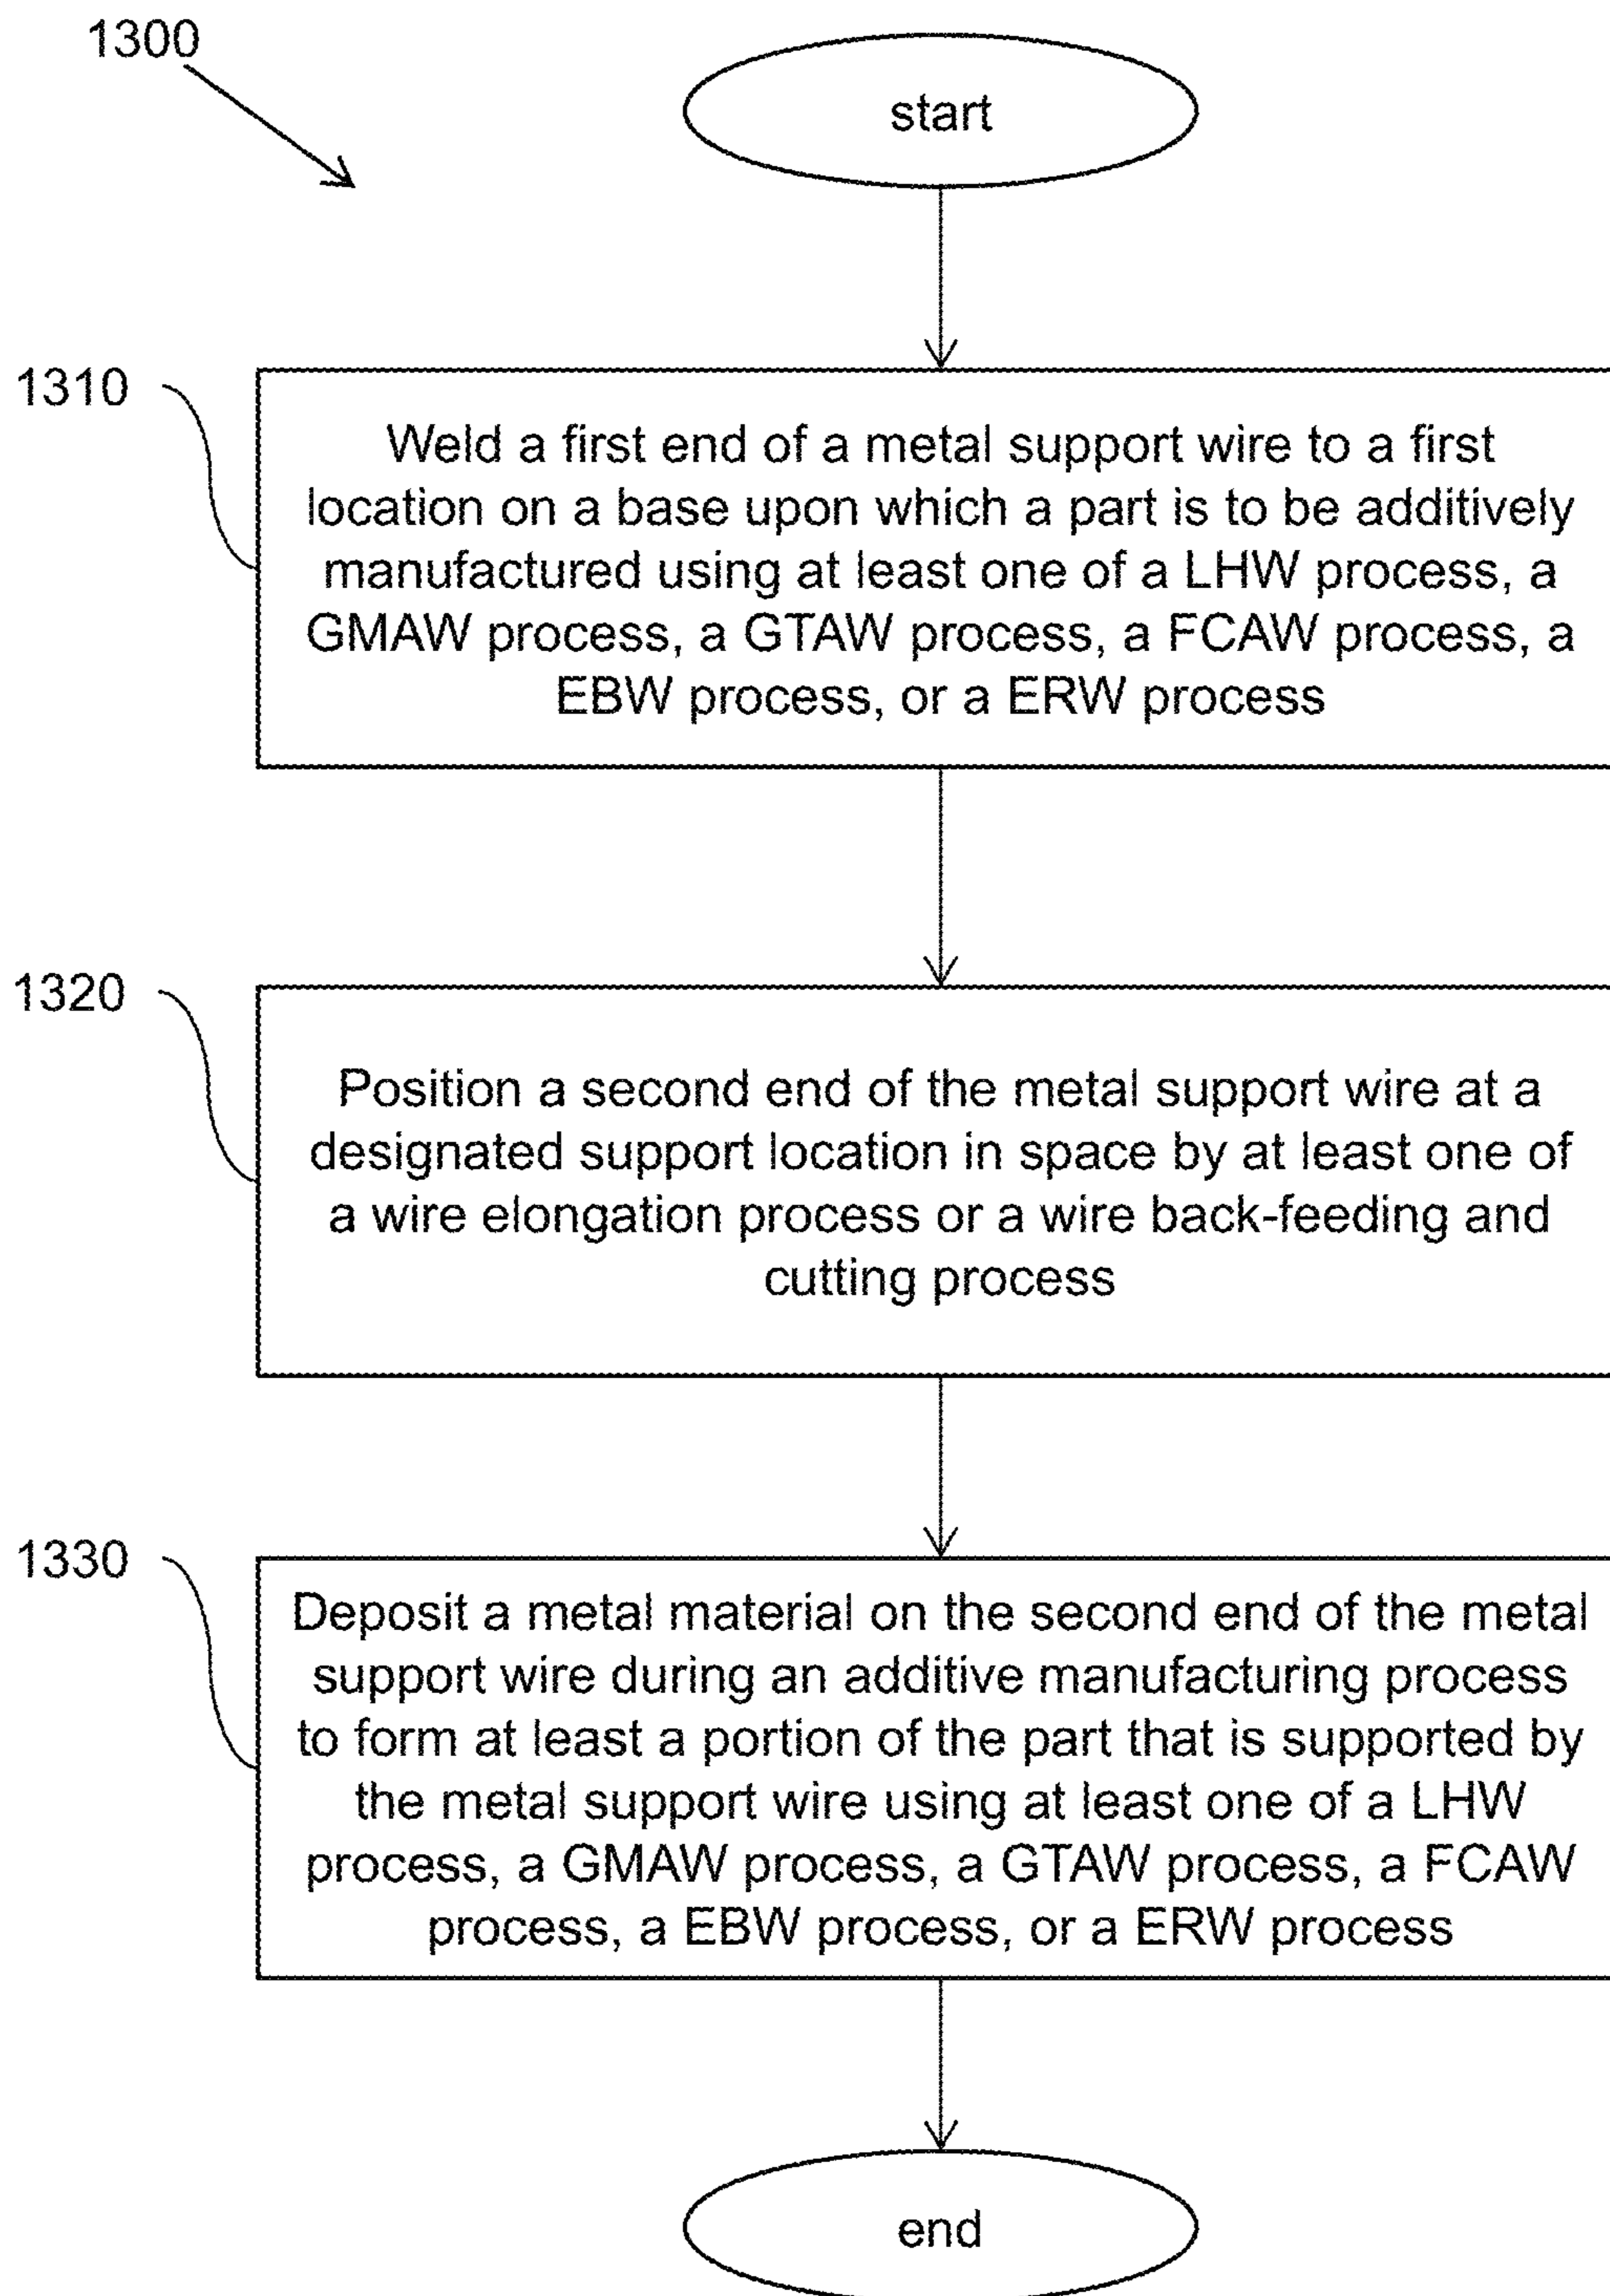 1300
start
1310
Weld a first end of a metal support wire to a first
location on a base upon which a part is to be additively
manufactured using at least one of a LHW process, a
GMAW process, a GTAW process, a FCAW process, a
EBW process, or a ERW process
1320
Position a second end of the metal support wire at a
designated support location in space by at least one of
a wire elongation process or a wire back-feeding and
cutting process
1330
Deposit a metal material on the second end of the metal
support wire during an additive manufacturing process
to form at least a portion of the part that is supported by
the metal support wire using at least one of a LHW
process, a GMAW process, a GTAW process, a FCAW
process, a EBW process, or a ERW process
end